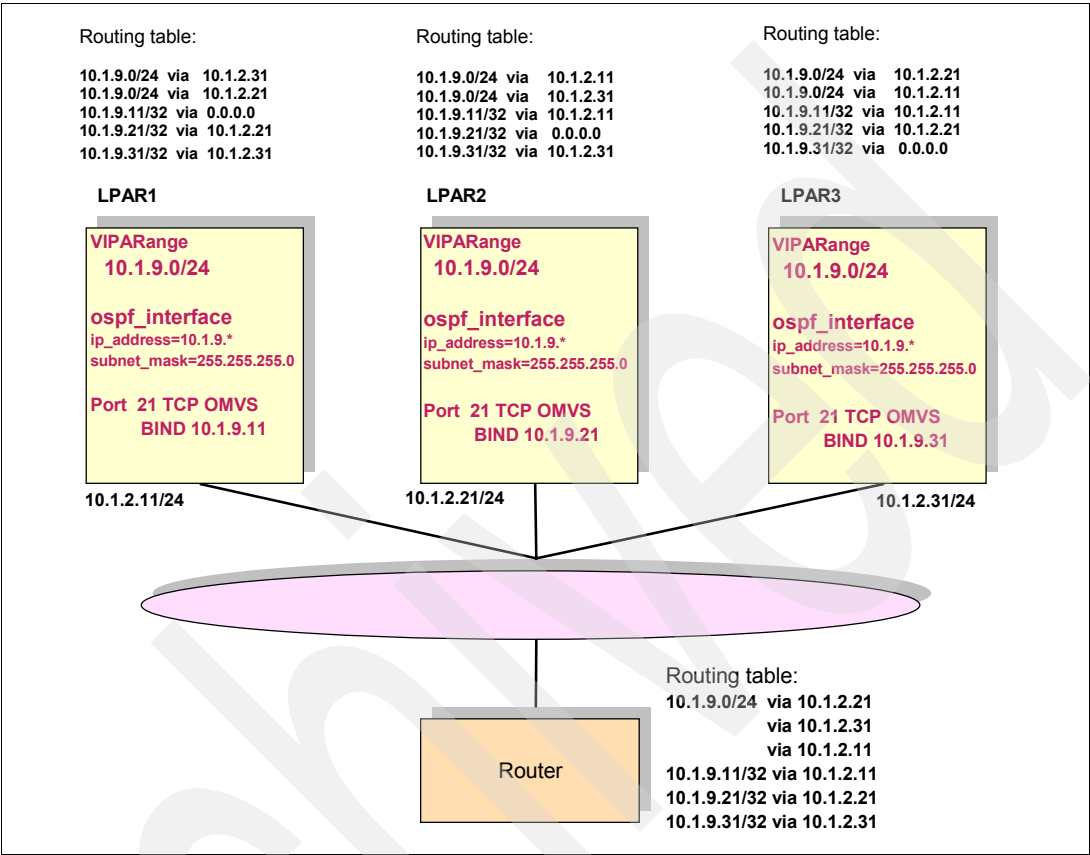 Routing table:
10.1.9.0/24 via 10.1.2.31
10.1.9.0/24 via 10.1.2.21
10.1.9.11/32 via 0.0.0.0
10.1.9.21/32 via 10.1.2.21
10.1.9.31/32 via 10.1.2.31
LPAR1
VIPARange
10.1.9.0/24
ospf_interface
ip_address=10.1.9.*
subnet_mask=255.255.255.0
Port 21 TCP OMVS
BIND 10.1.9.11
10.1.2.11/24
Routing table:
10.1.9.0/24 via 10.1.2.11
10.1.9.0/24 via 10.1.2.31
10.1.9.11/32 via 10.1.2.11
10.1.9.21/32 via 0.0.0.0
10.1.9.31/32 via 10.1.2.31
LPAR2
VIPARange
10.1.9.0/24
ospf_interface
ip_address=10.1.9.*
subnet_mask=255.255.255.0
Port 21 TCP OMVS
BIND 10.1.9.21
10.1.2.21/24
Routing table:
10.1.9.0/24 via 10.1.2.21
10.1.9.0/24 via 10.1.2.11
10.1.9.11/32 via 10.1.2.11
10.1.9.21/32 via 10.1.2.21
10.1.9.31/32 via 0.0.0.0
LPAR3
VIPARange
10.1.9.0/24
ospf_interface
ip_address=10.1.9.*
subnet_mask=255.255.255.0
Port 21 TCP OMVS
BIND 10.1.9.31
10.1.2.31/24
Router
Routing table:
10.1.9.0/24 via 10.1.2.21
via 10.1.2.31
via 10.1.2.11
10.1.9.11/32 via 10.1.2.11
10.1.9.21/32 via 10.1.2.21
10.1.9.31/32 via 10.1.2.31